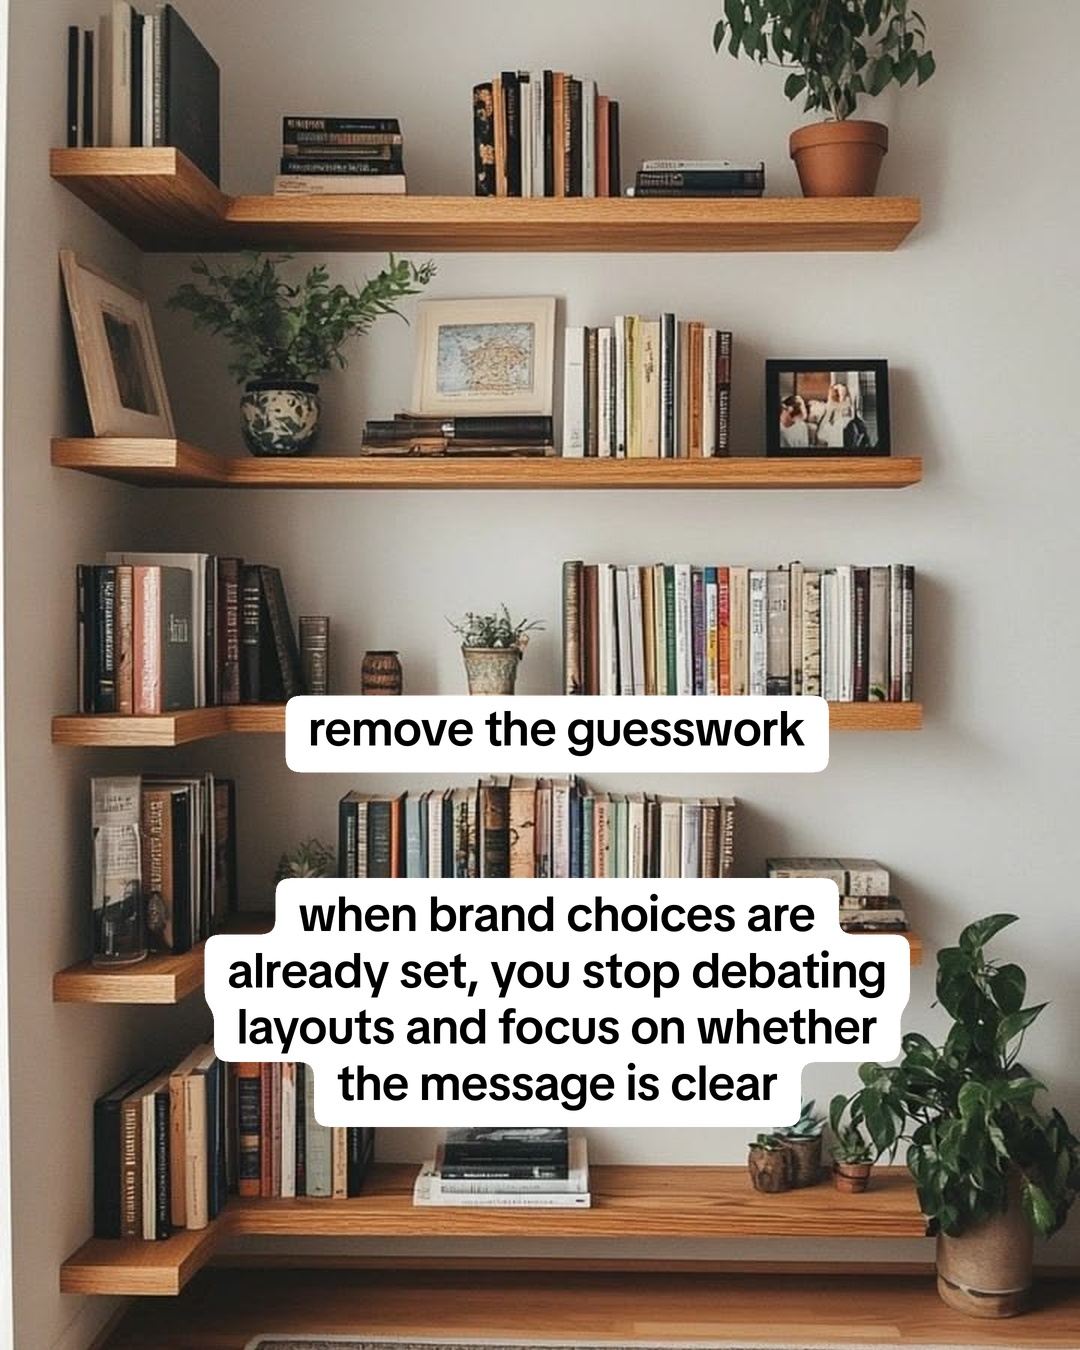 remove the guesswork
when brand choices are
already set, you stop debating
layouts and focus on whether
the message is clear